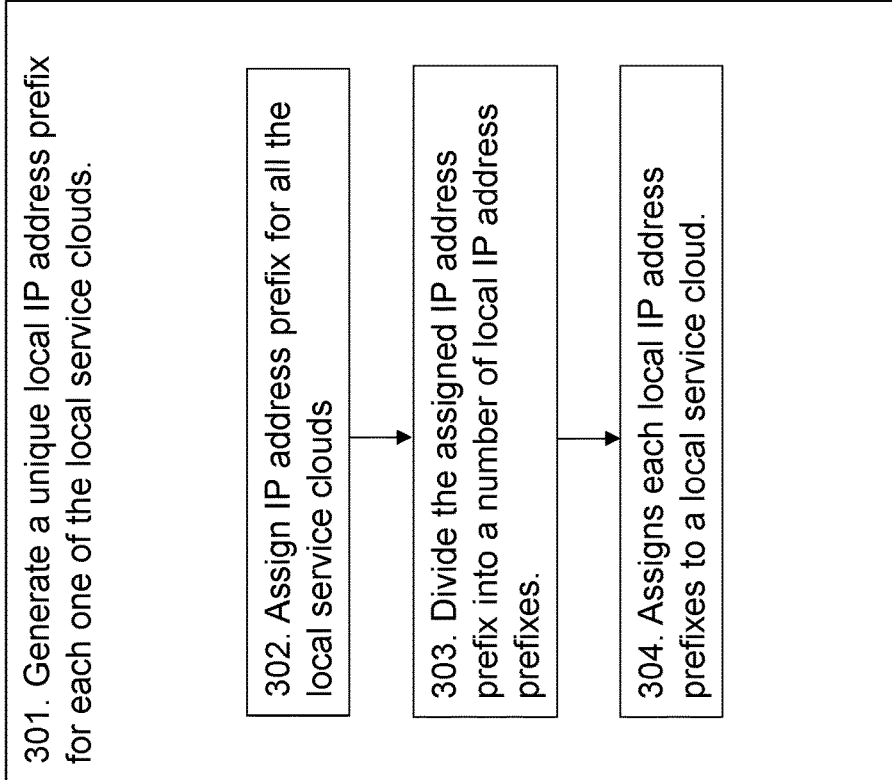 301. Generate a unique local IP address prefix
for each one of the local service clouds.
302. Assign IP address prefix for all the
local service clouds
303. Divide the assigned IP address
prefix into a number of local IP address
prefixes.
304. Assigns each local IP address
prefixes to a local service cloud.